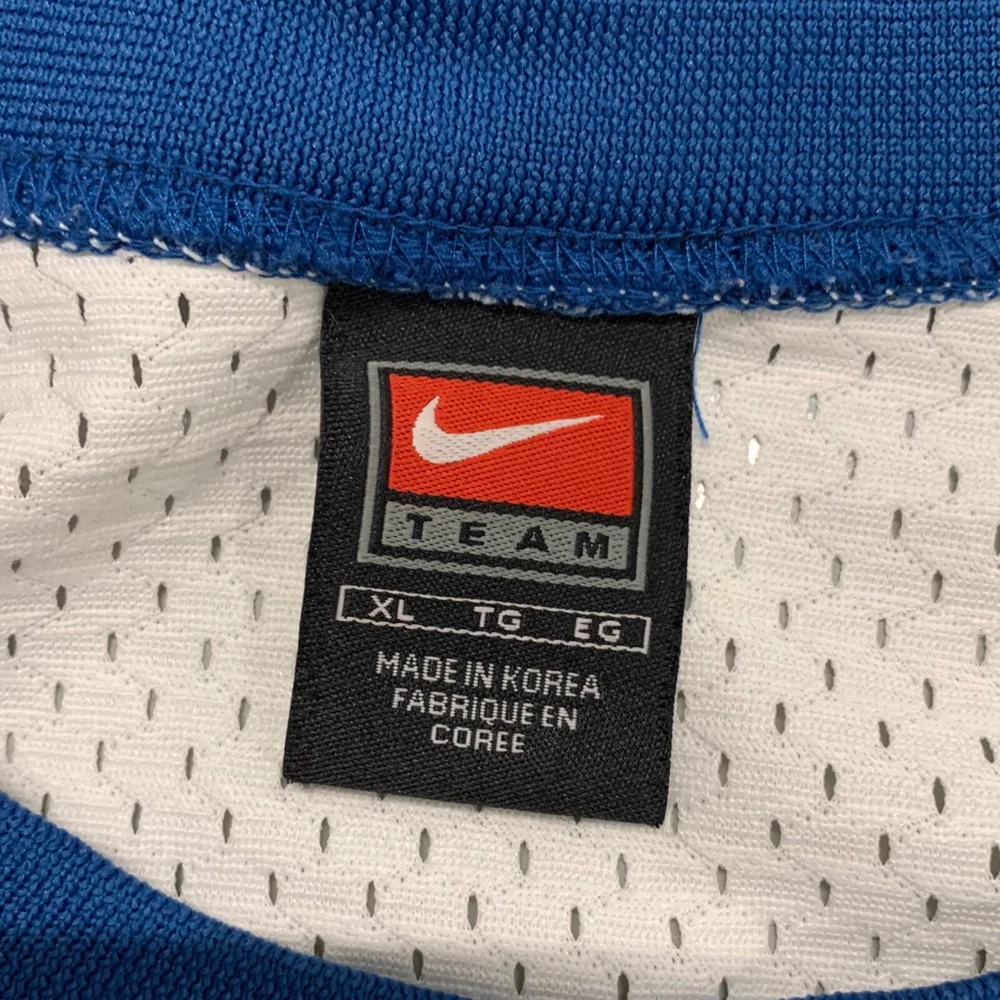 TEAM
XL TG EG
MADE IN KOREA
FABRIQUE EN
COREE